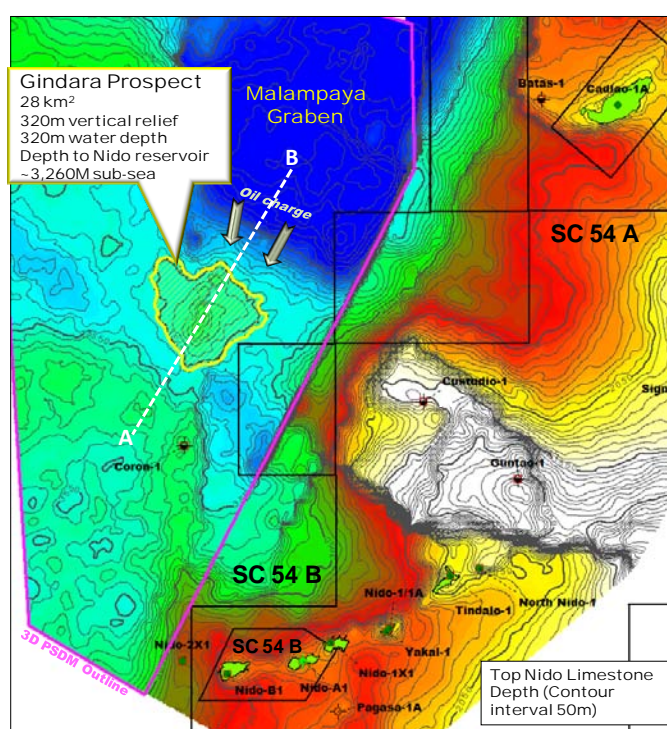 Gindara Prospect
28 km²
320m vertical relief
320m water depth
Depth to Nido reservoir
~3,260M sub-sea
Malampaya
Graben
B
Oil charge
A
Batas-1
Cadlao-1A
SC 54 A
Custudio-1
Sign
Guntao-1
Coron-1
SC 54 B
Nido-1/1A
North Nido-1
Tindalo-1
Nido-2X1
SC 54 B
Yakal-1
Nido-1X1
Nido-A1
Nido-B1
Pagasa-1A
3D PSDM Outline
Top Nido Limestone
Depth (Contour
interval 50m)